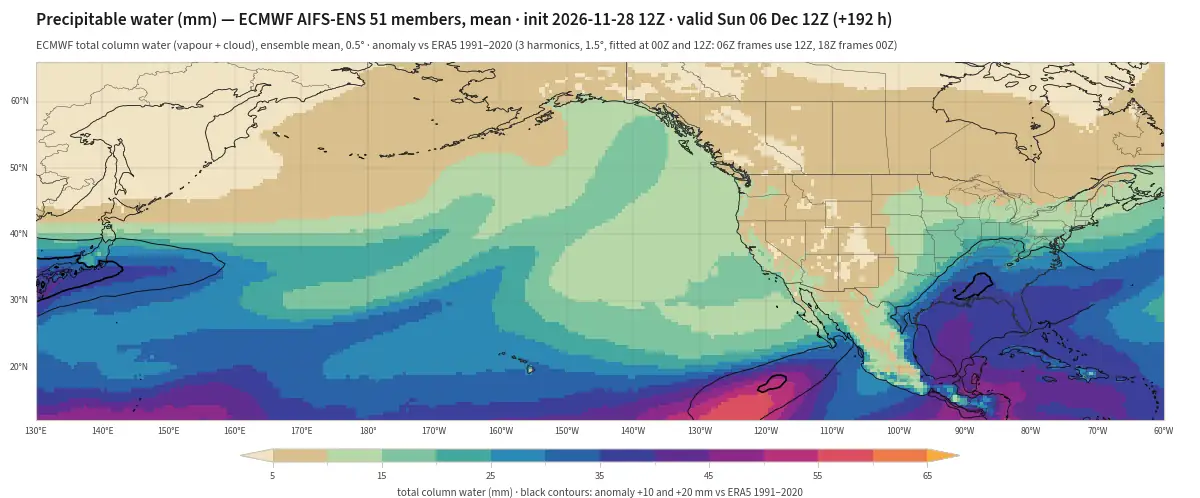 Precipitable water (mm) — ECMWF AIFS-ENS 51 members, mean · init 2026-11-28 12Z · valid Sun 06 Dec 12Z (+192 h)
ECMWF total column water (vapour + cloud), ensemble mean, 0.5° · anomaly vs ERA5 1991–2020 (3 harmonics, 1.5°, fitted at 00Z and 12Z: 06Z frames use 12Z, 18Z frames 00Z)
60°N
50°N
40°N
30°N
20°N
130°E 140°E 150°E 160°E 170°E 180° 170°W 160°W 150°W 140°W 130°W 120°W 110°W 100°W 90°W 80°W 70°W 60°W
5 15 25 35 45 55 65
total column water (mm) · black contours: anomaly +10 and +20 mm vs ERA5 1991–2020